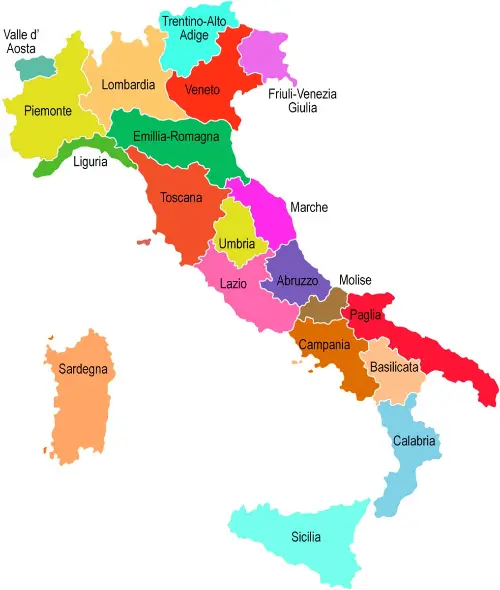 Trentino-Alto
Adige
Valle d'
Aosta
Lombardia
Veneto
Friuli-Venezia
Giulia
Piemonte
Emillia-Romagna
Liguria
Toscana
Marche
Umbria
Lazio
Abruzzo
Molise
Paglia
Campania
Basilicata
Sardegna
Calabria
Sicilia